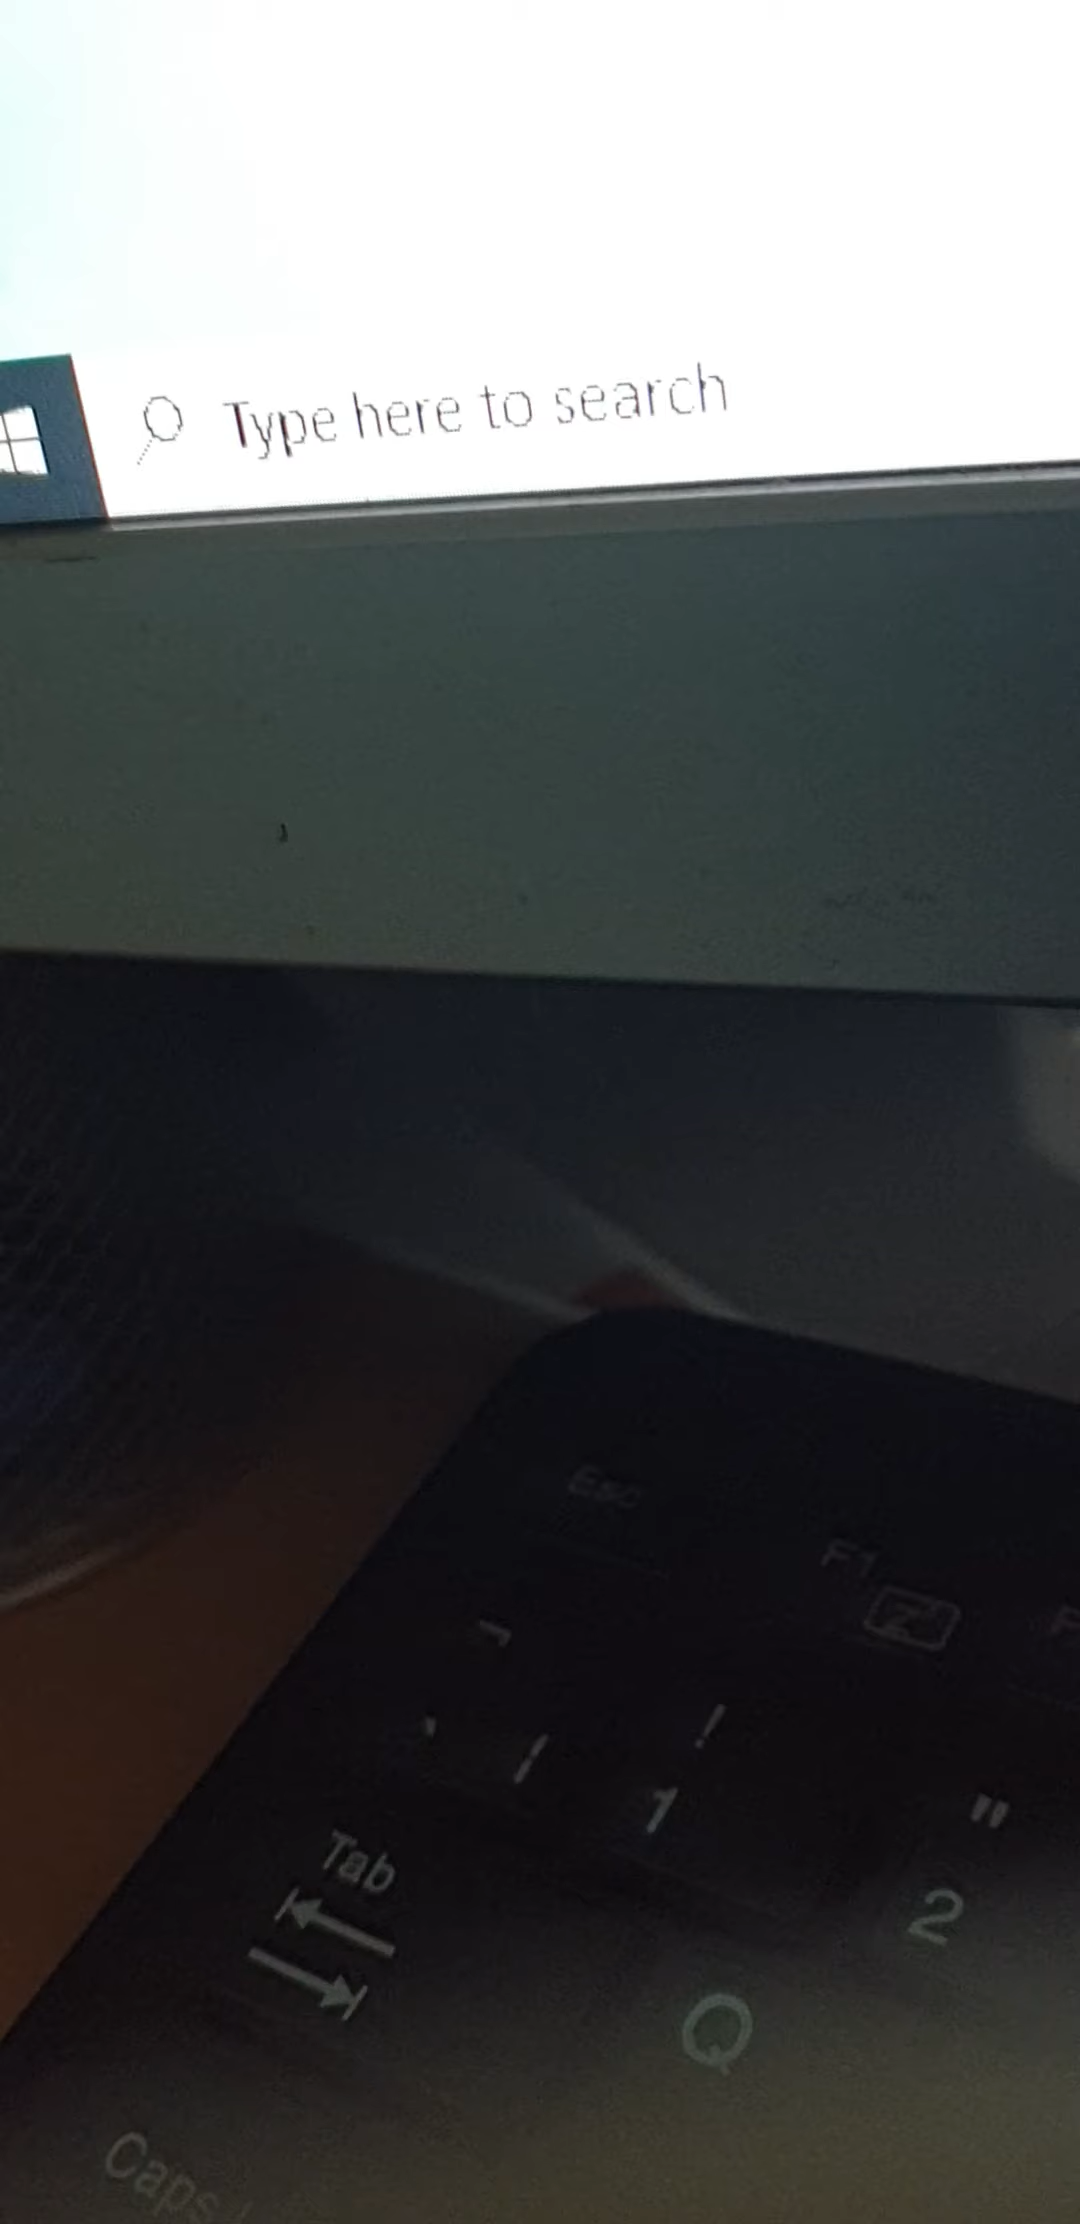 Type here to search
Esc
F1
F
¬
!
` ¦
1
"
2
Tab
Q
Caps